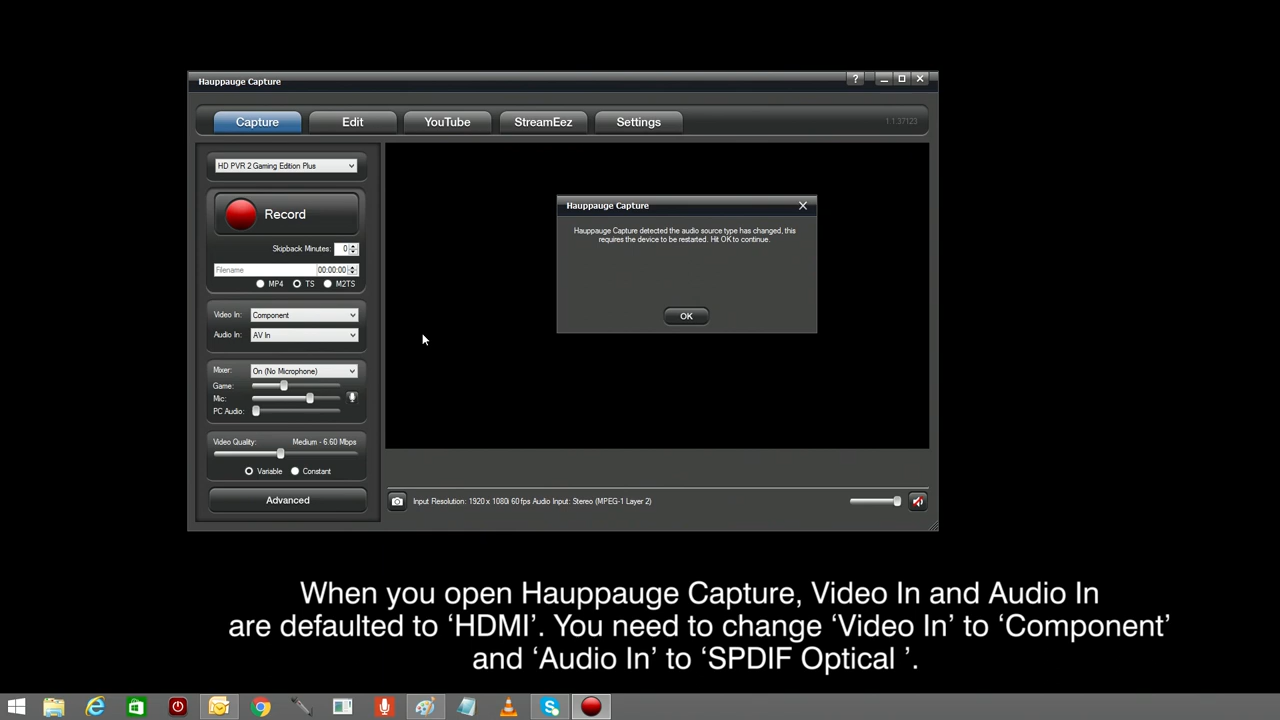 Hauppauge Capture
?
Capture
Edit
YouTube
StreamEez
Settings
1.1.37123
HD PVR 2 Gaming Edition Plus
Record
Skipback Minutes: 0
Filename 00:00:00
MP4 TS M2TS
Video In: Component
Audio In: AV In
Mixer: On (No Microphone)
Game:
Mic:
PC Audio:
Video Quality: Medium - 6.60 Mbps
Variable Constant
Advanced
Hauppauge Capture
Hauppauge Capture detected the audio source type has changed, this
requires the device to be restarted. Hit OK to continue.
OK
Input Resolution: 1920 x 1080i 60 fps Audio Input: Stereo (MPEG-1 Layer 2)
When you open Hauppauge Capture, Video In and Audio In
are defaulted to ‘HDMI’. You need to change ‘Video In’ to ‘Component’
and ‘Audio In’ to ‘SPDIF Optical ’.